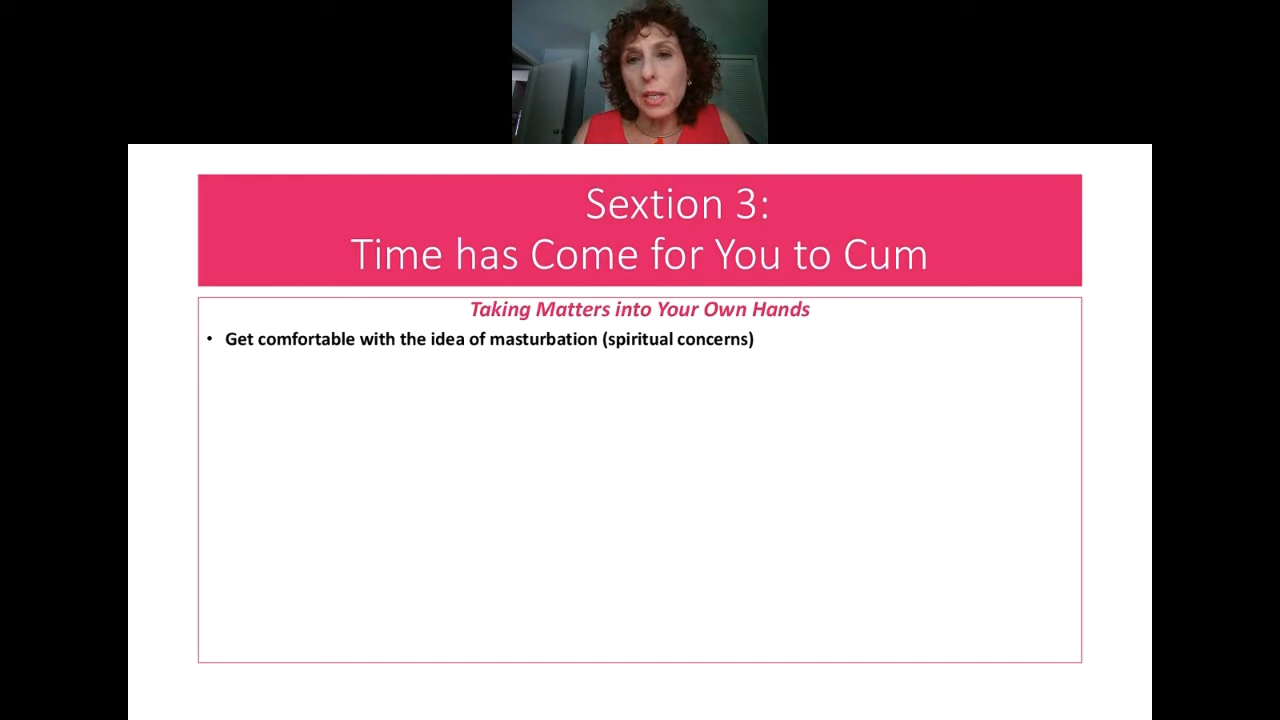 Sextion 3:
Time has Come for You to Cum
Taking Matters into Your Own Hands
• Get comfortable with the idea of masturbation (spiritual concerns)